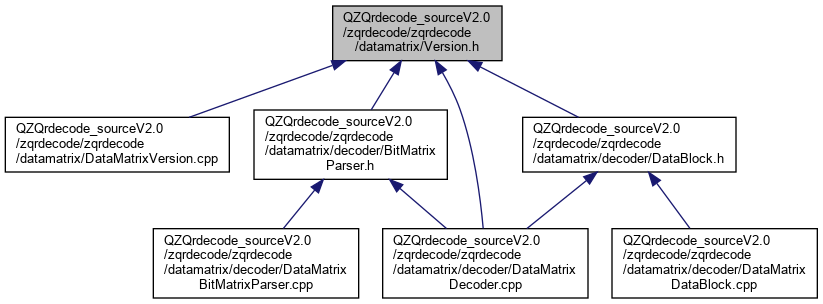 QZQrdecode_sourceV2.0
/zqrdecode/zqrdecode
/datamatrix/Version.h
QZQrdecode_sourceV2.0
/zqrdecode/zqrdecode
/datamatrix/DataMatrixVersion.cpp
QZQrdecode_sourceV2.0
/zqrdecode/zqrdecode
/datamatrix/decoder/BitMatrix
Parser.h
QZQrdecode_sourceV2.0
/zqrdecode/zqrdecode
/datamatrix/decoder/DataBlock.h
QZQrdecode_sourceV2.0
/zqrdecode/zqrdecode
/datamatrix/decoder/DataMatrix
BitMatrixParser.cpp
QZQrdecode_sourceV2.0
/zqrdecode/zqrdecode
/datamatrix/decoder/DataMatrix
Decoder.cpp
QZQrdecode_sourceV2.0
/zqrdecode/zqrdecode
/datamatrix/decoder/DataMatrix
DataBlock.cpp